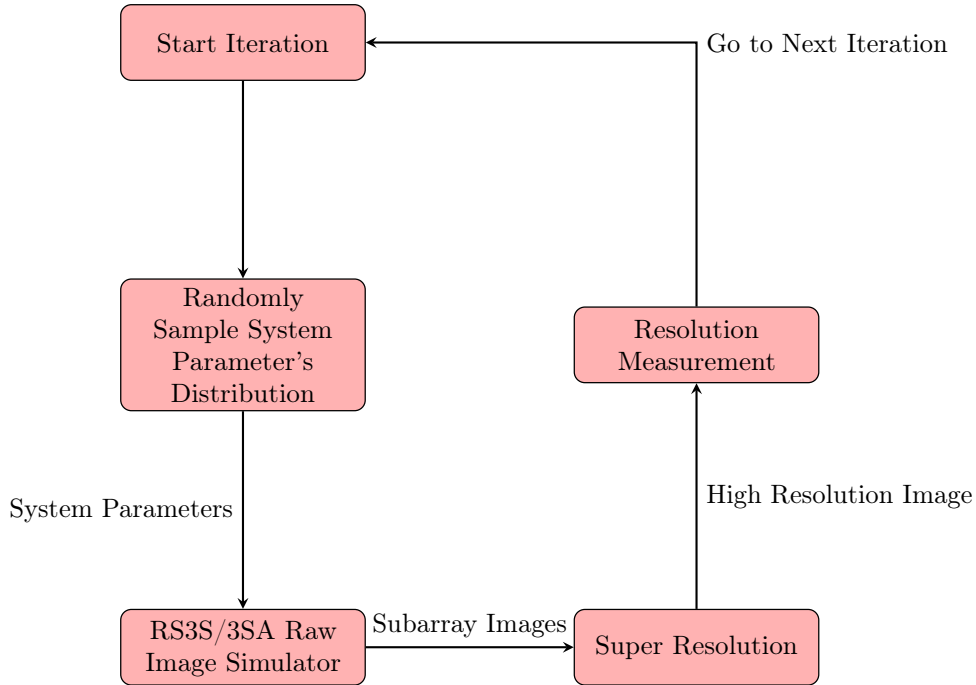 Start Iteration
Go to Next Iteration
Randomly
Sample System
Parameter's
Distribution
Resolution
Measurement
System Parameters
High Resolution Image
RS3S/3SA Raw
Image Simulator
Subarray Images
Super Resolution